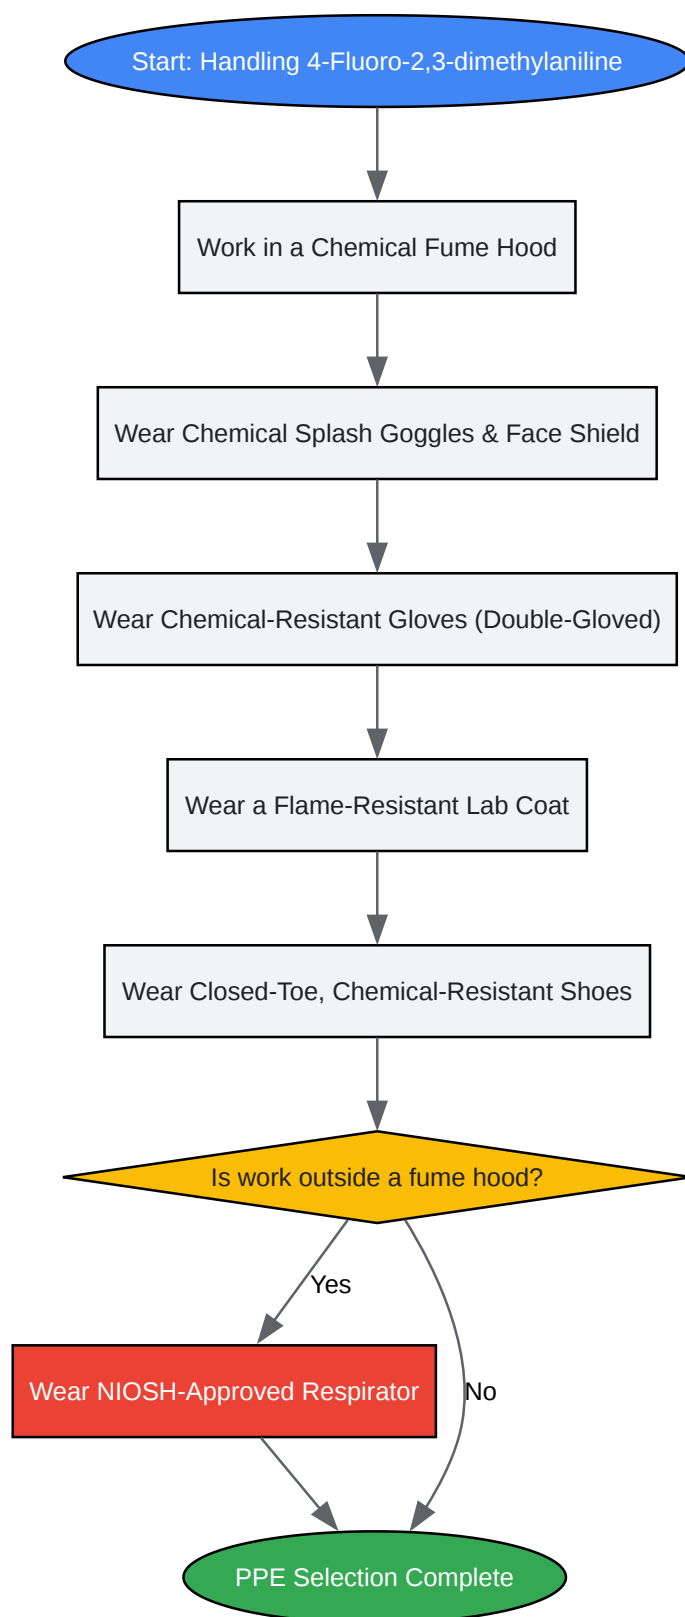 Start: Handling 4-Fluoro-2,3-dimethylaniline
Work in a Chemical Fume Hood
Wear Chemical Splash Goggles & Face Shield
Wear Chemical-Resistant Gloves (Double-Gloved)
Wear a Flame-Resistant Lab Coat
Wear Closed-Toe, Chemical-Resistant Shoes
Is work outside a fume hood?
Yes
Wear NIOSH-Approved Respirator
No
PPE Selection Complete